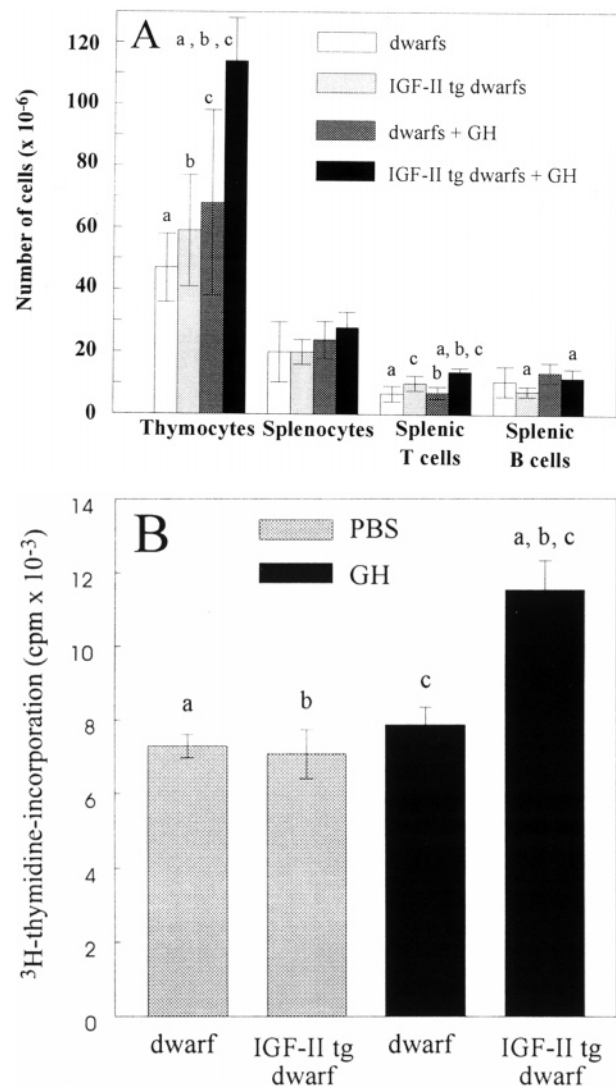 A
dwarfs
IGF-II tg dwarfs
dwarfs + GH
IGF-II tg dwarfs + GH
Number of cells (x 10⁻⁶)
120
100
80
60
40
20
0
a
b
c
a , b , c
a
c
b
a, b, c
a
a
Thymocytes
Splenocytes
Splenic
T cells
Splenic
B cells
B
PBS
GH
³H-thymidine-incorporation (cpm x 10⁻³)
14
12
10
8
6
4
2
0
a
b
c
a, b, c
dwarf
IGF-II tg
dwarf
dwarf
IGF-II tg
dwarf